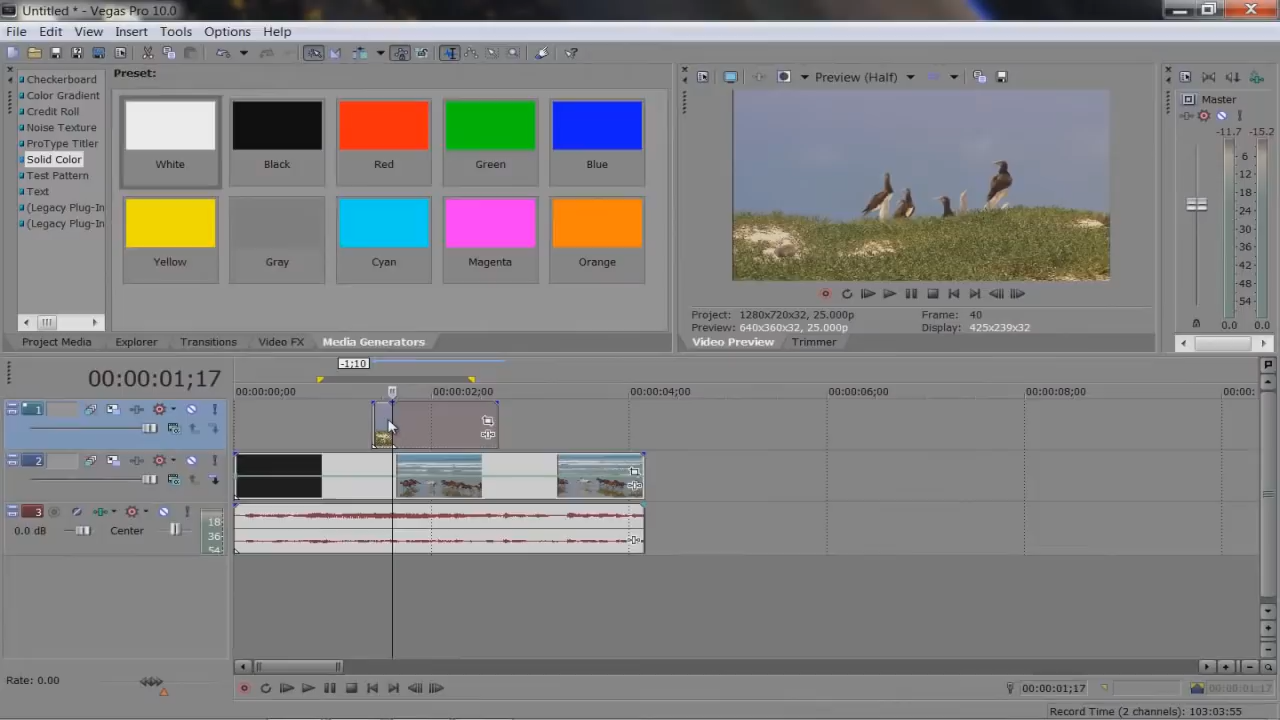 Untitled * - Vegas Pro 10.0
File Edit View Insert Tools Options Help
Checkerboard
Color Gradient
Credit Roll
Noise Texture
ProType Titler
Solid Color
Test Pattern
Text
(Legacy Plug-In
(Legacy Plug-In
Preset:
White Black Red Green Blue
Yellow Gray Cyan Magenta Orange
Project Media Explorer Transitions Video FX Media Generators
Preview (Half)
Project: 1280x720x32, 25.000p Frame: 40
Preview: 640x360x32, 25.000p Display: 425x239x32
Video Preview Trimmer
Master
-11.7 -15.2
6
12
18
24
30
36
42
48
54
0.0 0.0
-1;10
00:00:01;17
00:00:00;00 00:00:02;00 00:00:04;00 00:00:06;00 00:00:08;00 00:00:
1
2
3
0.0 dB Center
18
36
54
Rate: 0.00
00:00:01;17 00:00:01;17
Record Time (2 channels): 103:03:55